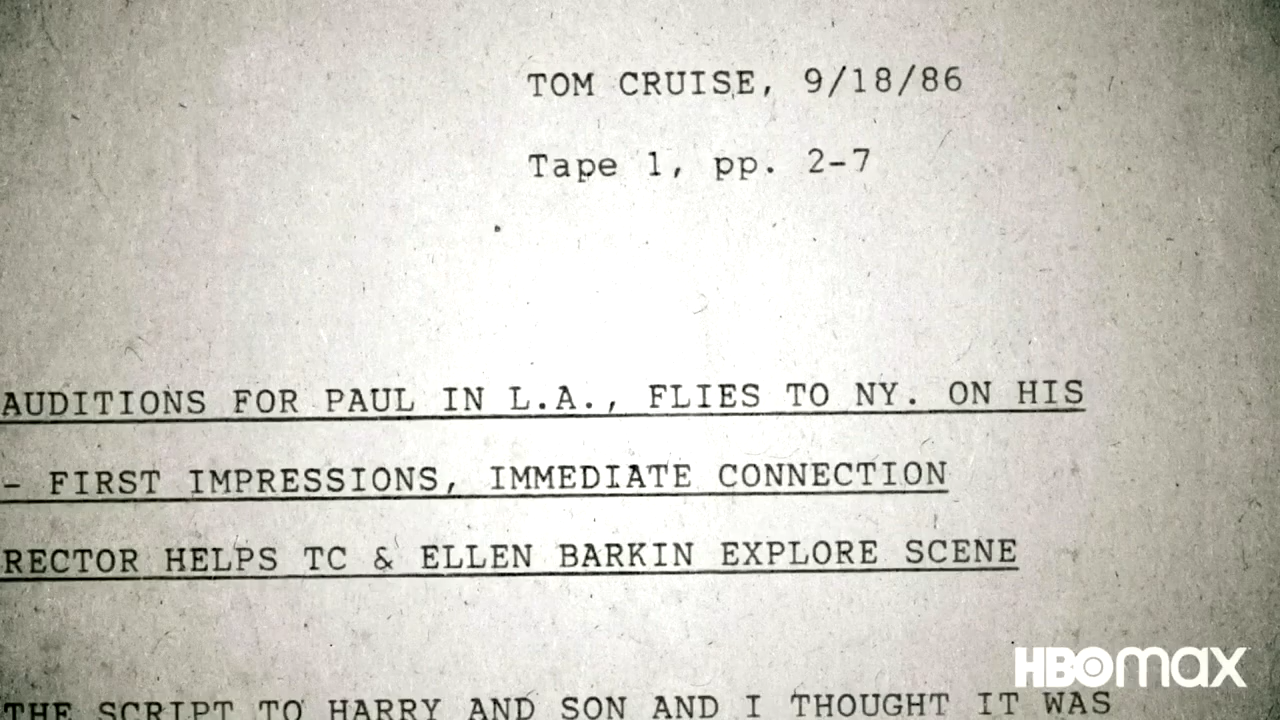 TOM CRUISE, 9/18/86
Tape 1, pp. 2-7
AUDITIONS FOR PAUL IN L.A., FLIES TO NY. ON HIS
- FIRST IMPRESSIONS, IMMEDIATE CONNECTION
RECTOR HELPS TC & ELLEN BARKIN EXPLORE SCENE
THE SCRIPT TO HARRY AND SON AND I THOUGHT IT WAS
HBOmax